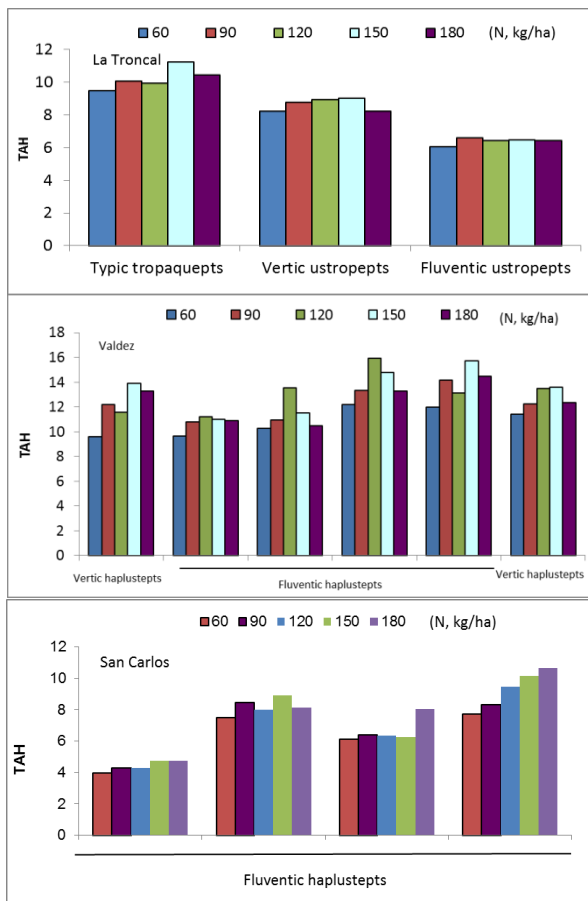 60 90 120 150 180 (N, kg/ha)
La Troncal
12
10
8
6
4
2
0
TAH
Typic tropaquepts Vertic ustropepts Fluventic ustropepts
60 90 120 150 180 (N, kg/ha)
Valdez
18
16
14
12
10
8
6
4
2
0
TAH
Vertic haplustepts Fluventic haplustepts Vertic haplustepts
60 90 120 150 180 (N, kg/ha)
San Carlos
12
10
8
6
4
2
0
TAH
Fluventic haplustepts